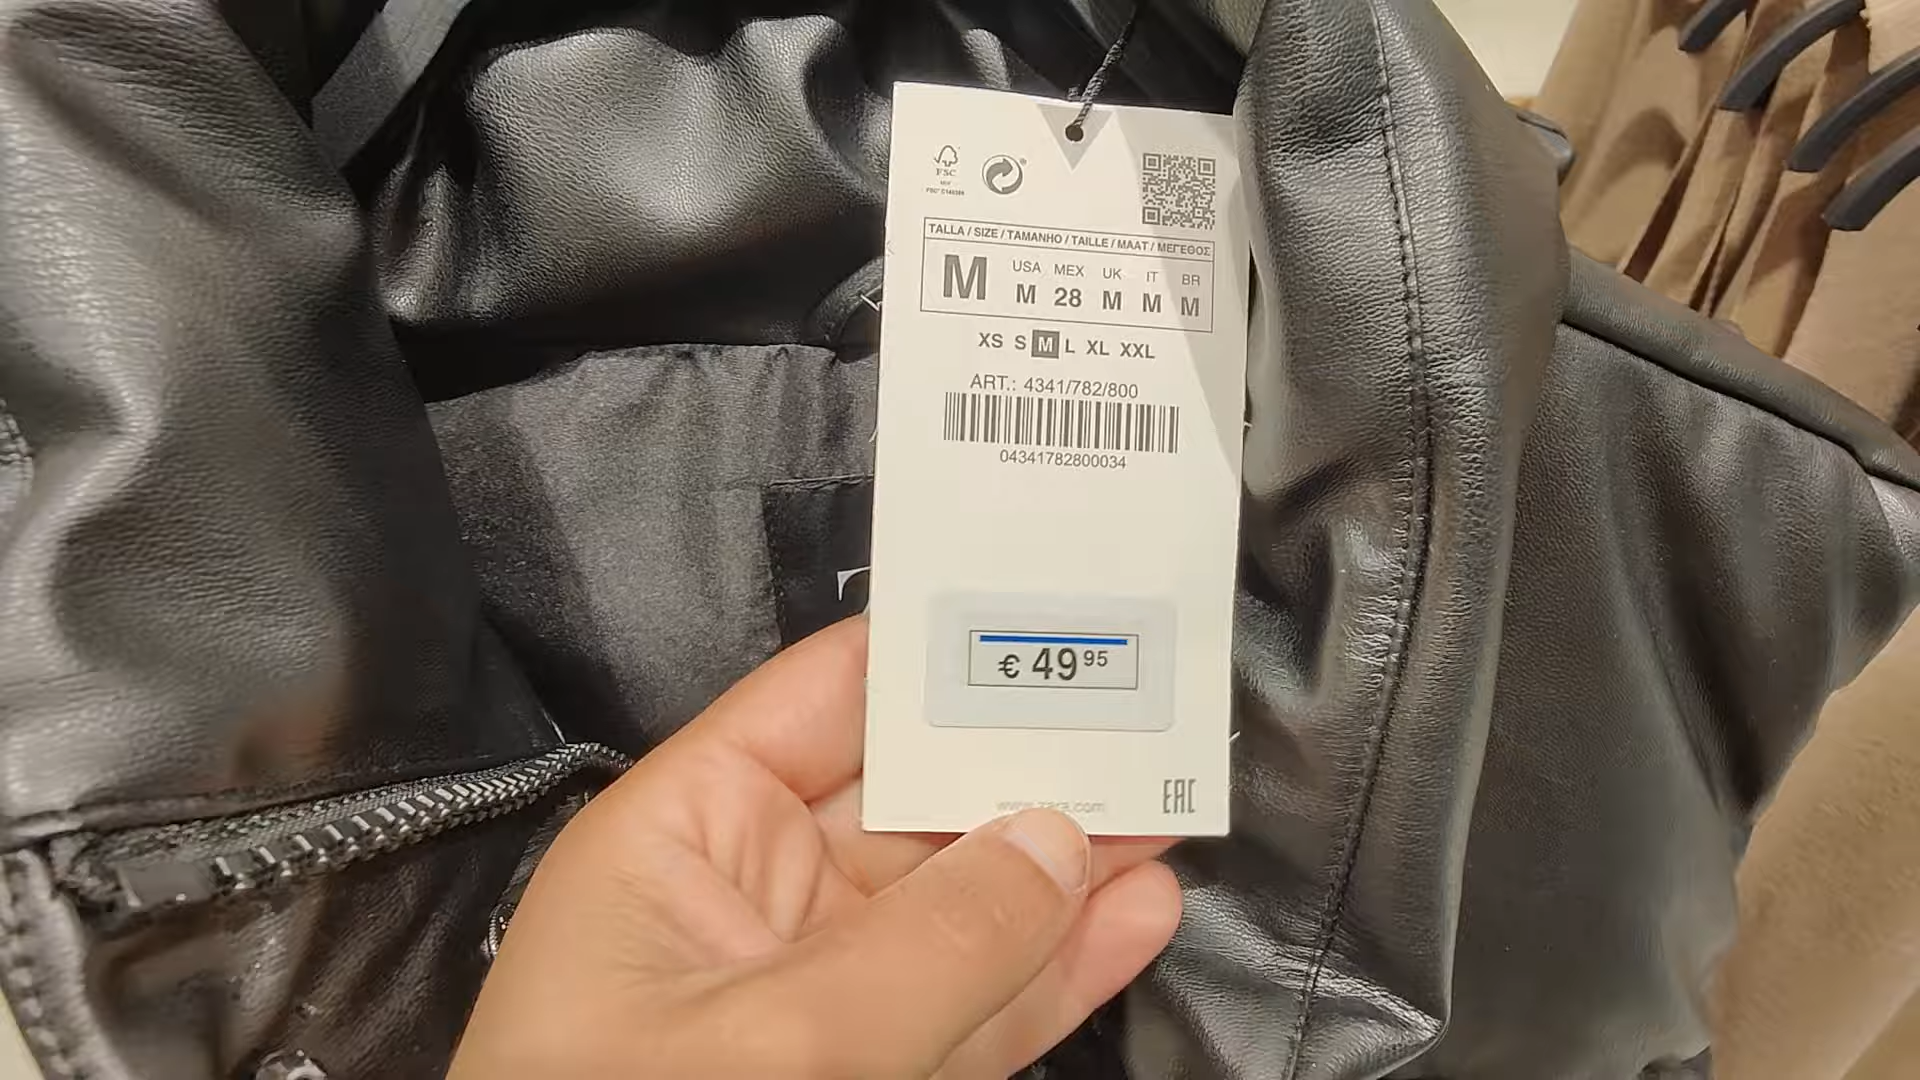 FSC
TALLA / SIZE / TAMANHO / TAILLE / MAAT / ΜΕΓΕΘΟΣ
M
USA MEX UK IT BR
M 28 M M M
XS S M L XL XXL
ART.: 4341/782/800
04341782800034
€ 49 95
www.zara.com
EAC